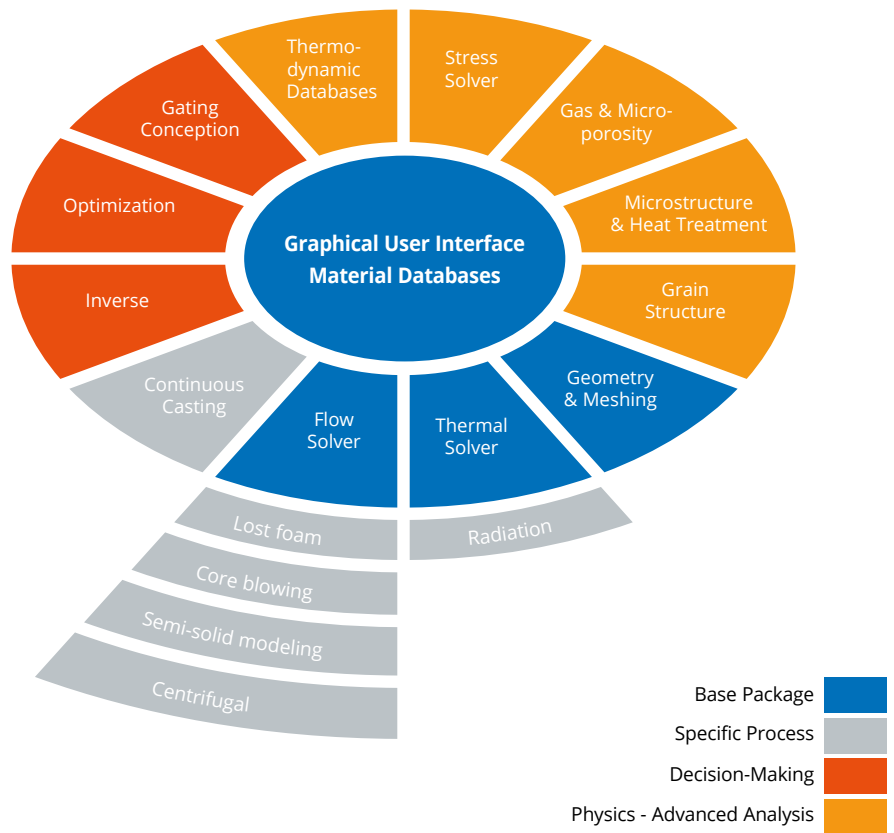 Thermo-
dynamic
Databases
Stress
Solver
Gating
Conception
Gas & Micro-
porosity
Optimization
Microstructure
& Heat Treatment
Graphical User Interface
Material Databases
Inverse
Grain
Structure
Continuous
Casting
Flow
Solver
Thermal
Solver
Geometry
& Meshing
Lost foam
Radiation
Core blowing
Semi-solid modeling
Centrifugal
Base Package
Specific Process
Decision-Making
Physics - Advanced Analysis